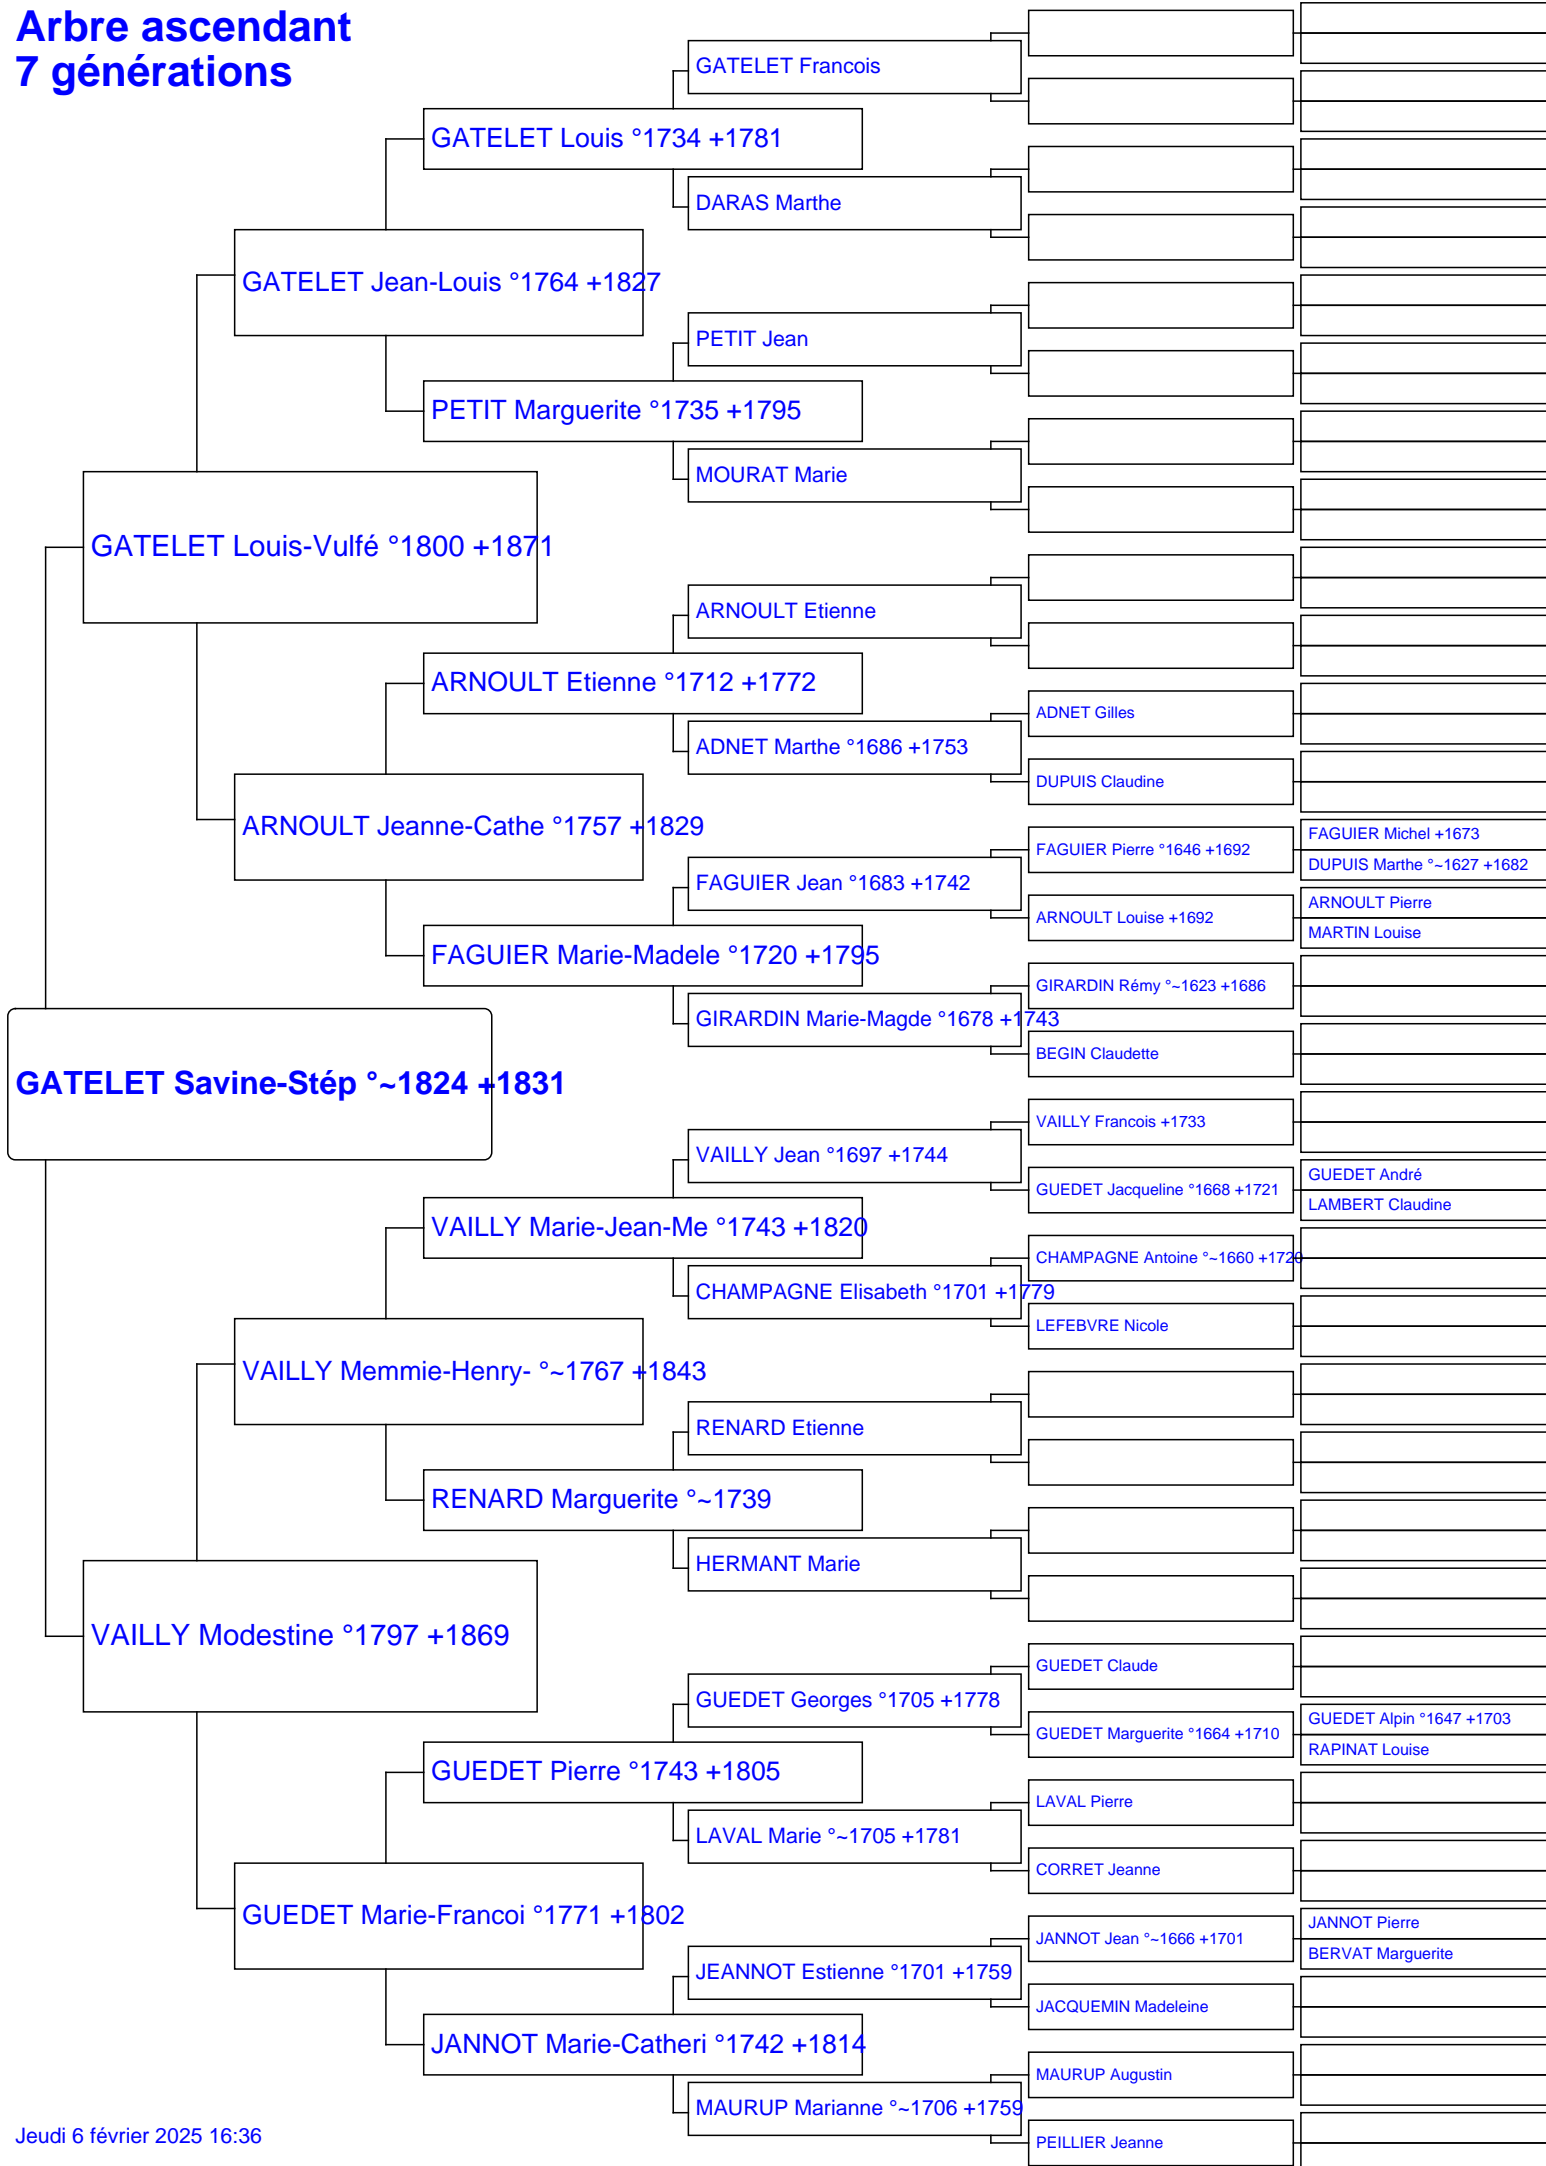 Arbre ascendant
7 générations
GATELET Francois
GATELET Louis °1734 +1781
DARAS Marthe
GATELET Jean-Louis °1764 +1827
PETIT Jean
PETIT Marguerite °1735 +1795
MOURAT Marie
GATELET Louis-Vulfé °1800 +1871
ARNOULT Etienne
ARNOULT Etienne °1712 +1772
ADNET Gilles
ADNET Marthe °1686 +1753
DUPUIS Claudine
ARNOULT Jeanne-Cathe °1757 +1829
FAGUIER Michel +1673
FAGUIER Pierre °1646 +1692
DUPUIS Marthe °~1627 +1682
FAGUIER Jean °1683 +1742
ARNOULT Pierre
ARNOULT Louise +1692
MARTIN Louise
FAGUIER Marie-Madele °1720 +1795
GIRARDIN Rémy °~1623 +1686
GIRARDIN Marie-Magde °1678 +1743
BEGIN Claudette
GATELET Savine-Stép °~1824 +1831
VAILLY Francois +1733
VAILLY Jean °1697 +1744
GUEDET André
GUEDET Jacqueline °1668 +1721
LAMBERT Claudine
VAILLY Marie-Jean-Me °1743 +1820
CHAMPAGNE Antoine °~1660 +1720
CHAMPAGNE Elisabeth °1701 +1779
LEFEBVRE Nicole
VAILLY Memmie-Henry- °~1767 +1843
RENARD Etienne
RENARD Marguerite °~1739
HERMANT Marie
VAILLY Modestine °1797 +1869
GUEDET Claude
GUEDET Georges °1705 +1778
GUEDET Alpin °1647 +1703
GUEDET Marguerite °1664 +1710
RAPINAT Louise
GUEDET Pierre °1743 +1805
LAVAL Pierre
LAVAL Marie °~1705 +1781
CORRET Jeanne
GUEDET Marie-Francoi °1771 +1802
JANNOT Pierre
JANNOT Jean °~1666 +1701
BERVAT Marguerite
JEANNOT Estienne °1701 +1759
JACQUEMIN Madeleine
JANNOT Marie-Catheri °1742 +1814
MAURUP Augustin
MAURUP Marianne °~1706 +1759
PEILLIER Jeanne
Jeudi 6 février 2025 16:36